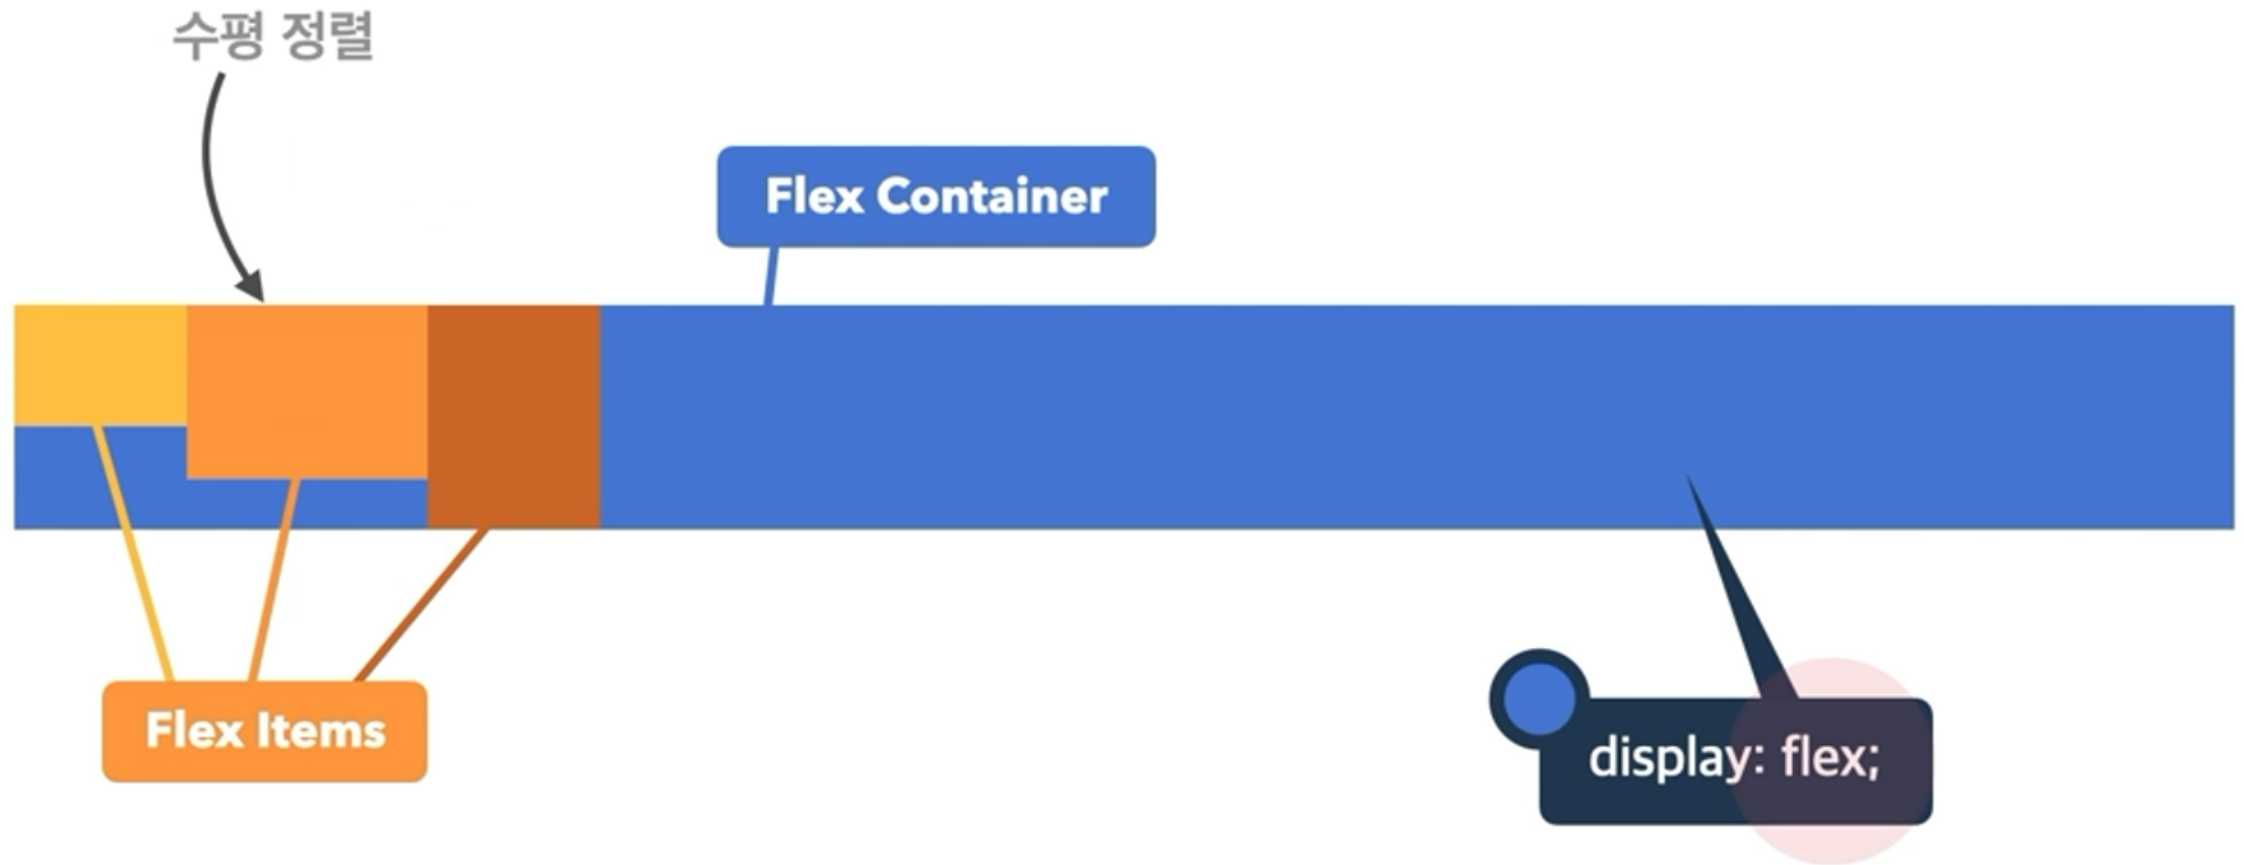 수평 정렬
Flex Container
Flex Items
display: flex;